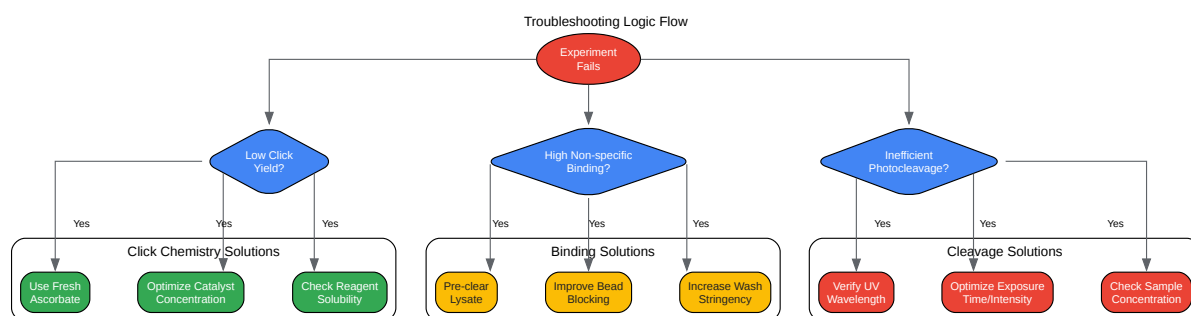 Troubleshooting Logic Flow
Experiment
Fails
Low Click
Yield?
High Non-specific
Binding?
Inefficient
Photocleavage?
Yes
Yes
Yes
Yes
Yes
Yes
Yes
Yes
Yes
Click Chemistry Solutions
Binding Solutions
Cleavage Solutions
Use Fresh
Ascorbate
Optimize Catalyst
Concentration
Check Reagent
Solubility
Pre-clear
Lysate
Improve Bead
Blocking
Increase Wash
Stringency
Verify UV
Wavelength
Optimize Exposure
Time/Intensity
Check Sample
Concentration